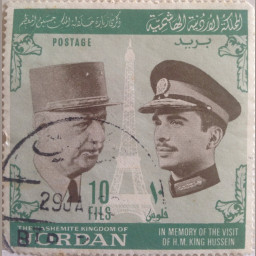 المملكة الأردنية الهاشمية
POSTAGE
بريد
10
FILS
فلوس
290
THE HASHEMITE KINGDOM OF
JORDAN
IN MEMORY OF THE VISIT
OF H.M. KING HUSSEIN